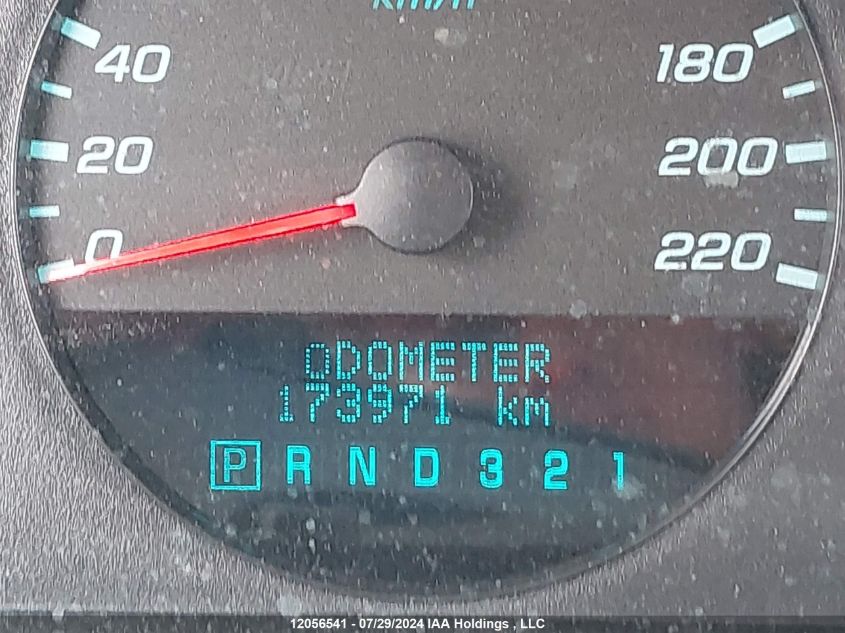 km/h
40 180
20 200
0 220
ODOMETER
173971 km
P R N D 3 2 1
12056541 - 07/29/2024 IAA Holdings , LLC